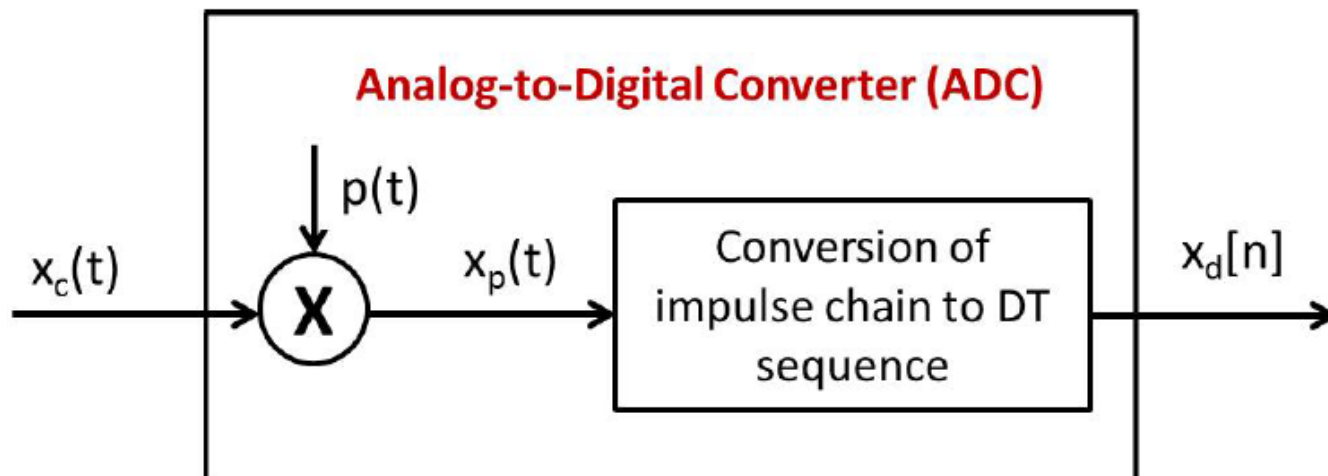 Analog-to-Digital Converter (ADC)
p(t)
x_c(t)
X
x_p(t)
Conversion of
impulse chain to DT
sequence
x_d[n]